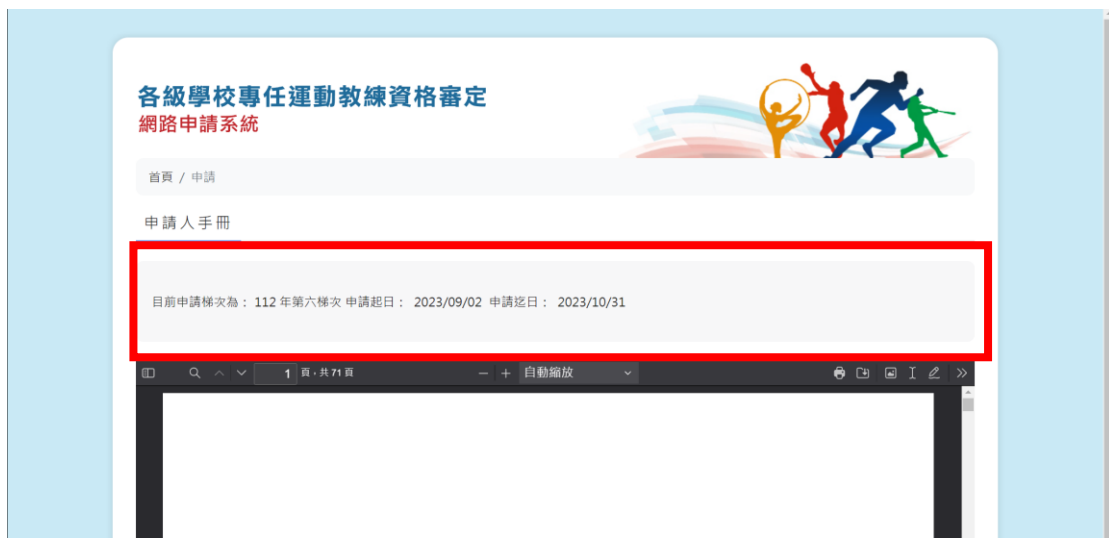 各級學校專任運動教練資格審定
網路申請系統
首頁 / 申請
申請人手冊
目前申請梯次為： 112 年第六梯次 申請起日： 2023/09/02 申請迄日： 2023/10/31
1 頁，共 71 頁 － ＋ 自動縮放